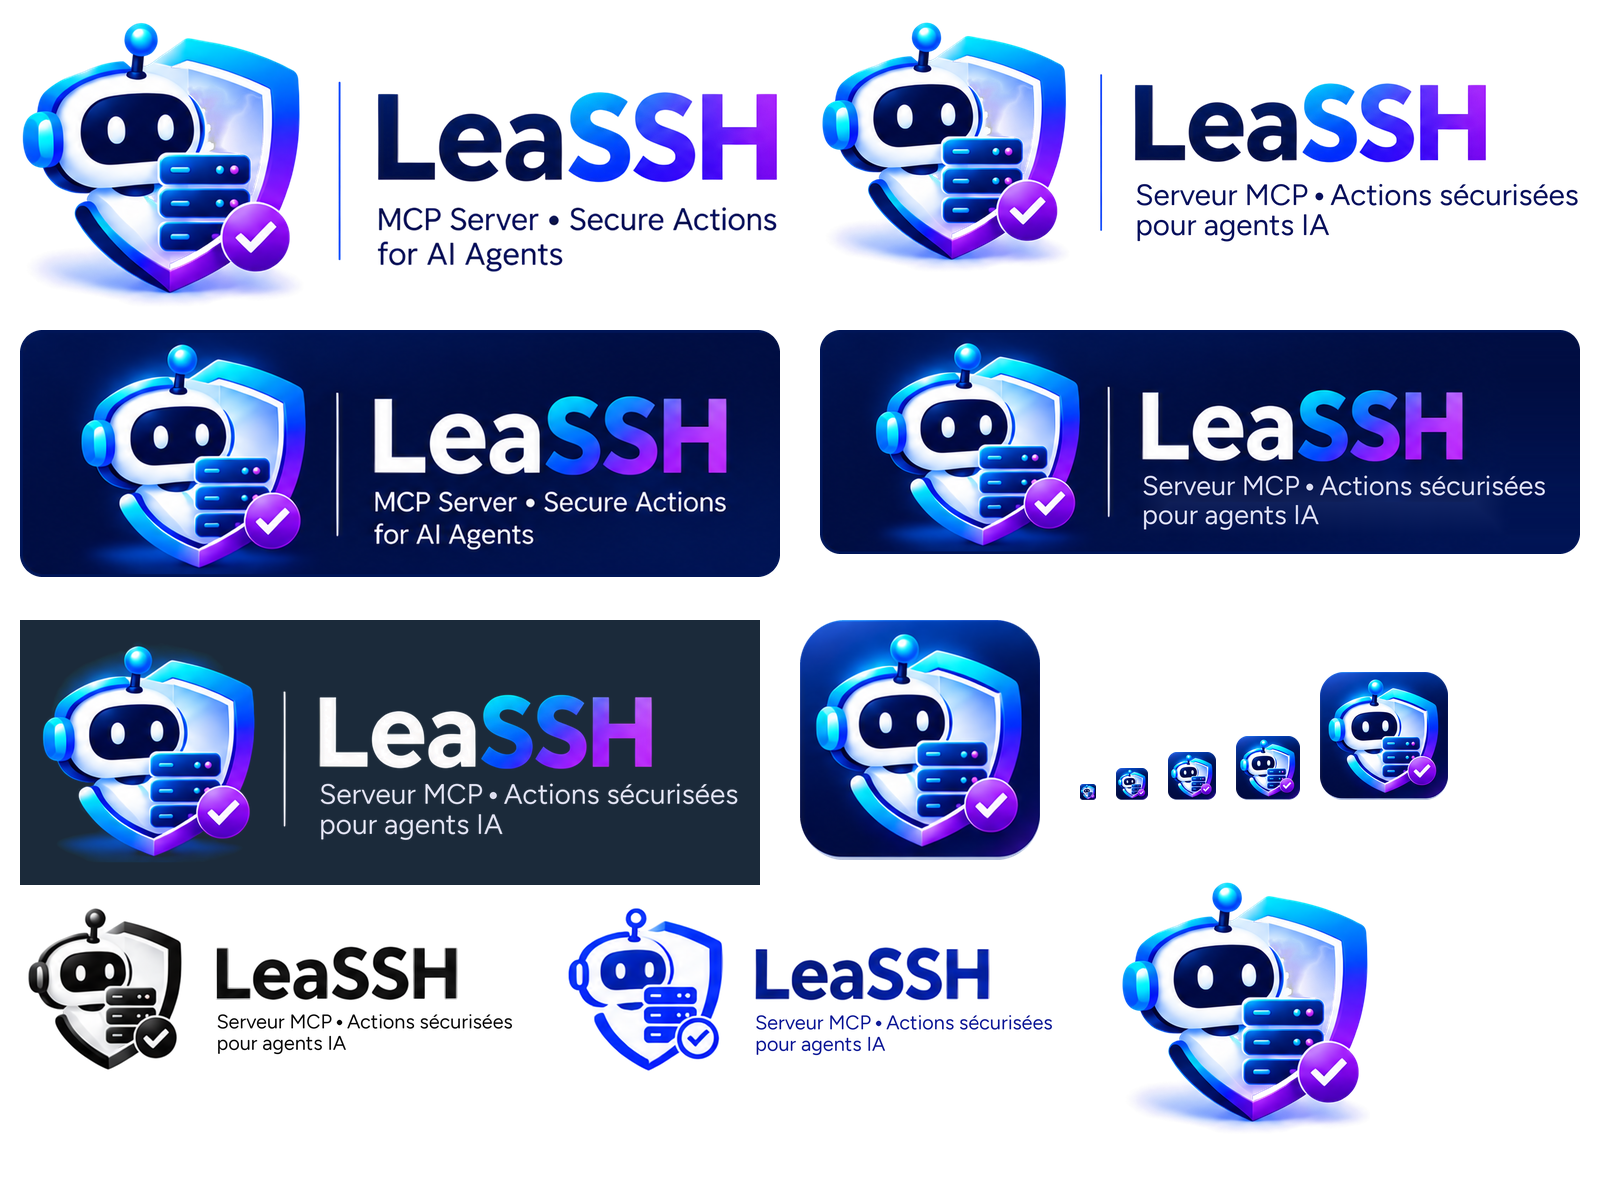 LeaSSH
MCP Server • Secure Actions
for AI Agents
LeaSSH
Serveur MCP • Actions sécurisées
pour agents IA
LeaSSH
MCP Server • Secure Actions
for AI Agents
LeaSSH
Serveur MCP • Actions sécurisées
pour agents IA
LeaSSH
Serveur MCP • Actions sécurisées
pour agents IA
LeaSSH
Serveur MCP • Actions sécurisées
pour agents IA
LeaSSH
Serveur MCP • Actions sécurisées
pour agents IA